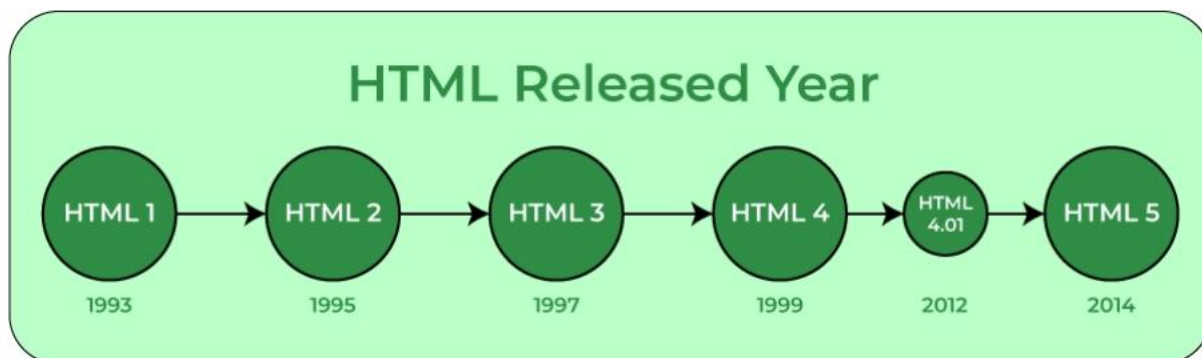 HTML Released Year
HTML 1
HTML 2
HTML 3
HTML 4
HTML
4.01
HTML 5
1993
1995
1997
1999
2012
2014